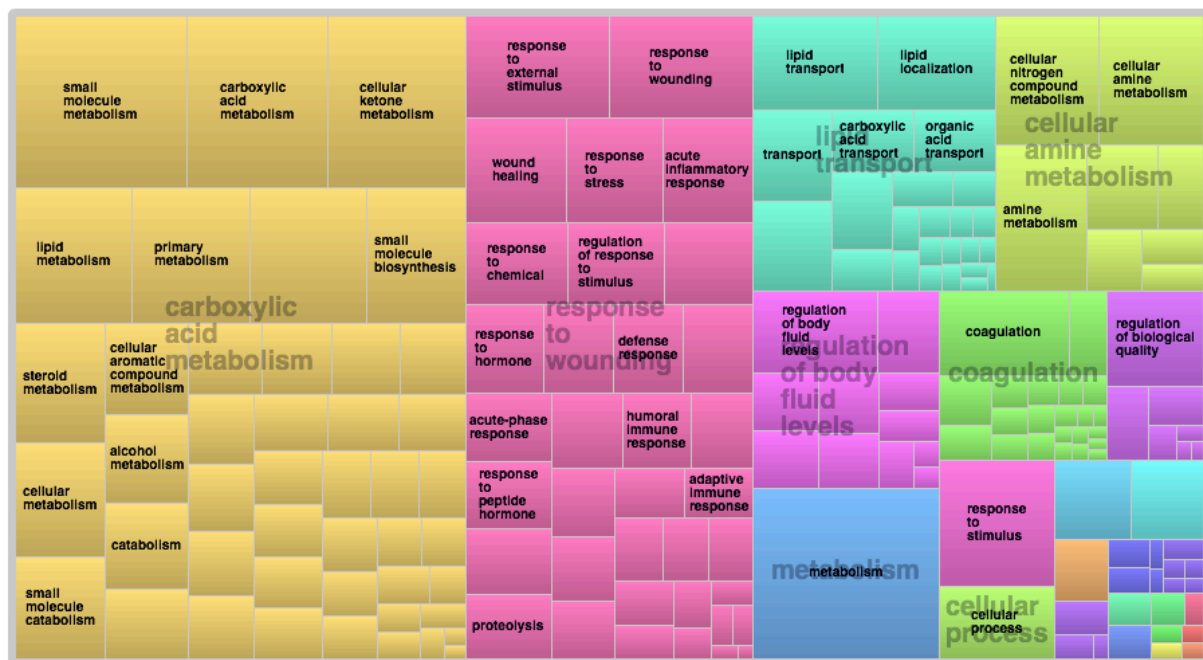 small
molecule
metabolism
carboxylic
acid
metabolism
cellular
ketone
metabolism
lipid
metabolism
primary
metabolism
small
molecule
biosynthesis
carboxylic
acid
metabolism
steroid
metabolism
cellular
aromatic
compound
metabolism
alcohol
metabolism
cellular
metabolism
catabolism
small
molecule
catabolism
response
to
external
stimulus
response
to
wounding
wound
healing
response
to
stress
acute
inflammatory
response
response
to
chemical
regulation
of response
to
stimulus
response
to
wounding
response
to
hormone
defense
response
acute-phase
response
humoral
immune
response
response
to
peptide
hormone
adaptive
immune
response
proteolysis
lipid
transport
lipid
localization
transport
carboxylic
acid
transport
organic
acid
transport
lipid
transport
cellular
nitrogen
compound
metabolism
cellular
amine
metabolism
cellular
amine
metabolism
amine
metabolism
regulation
of body
fluid
levels
regulation
of body
fluid
levels
coagulation
coagulation
regulation
of biological
quality
metabolism
metabolism
response
to
stimulus
cellular
process
cellular
process